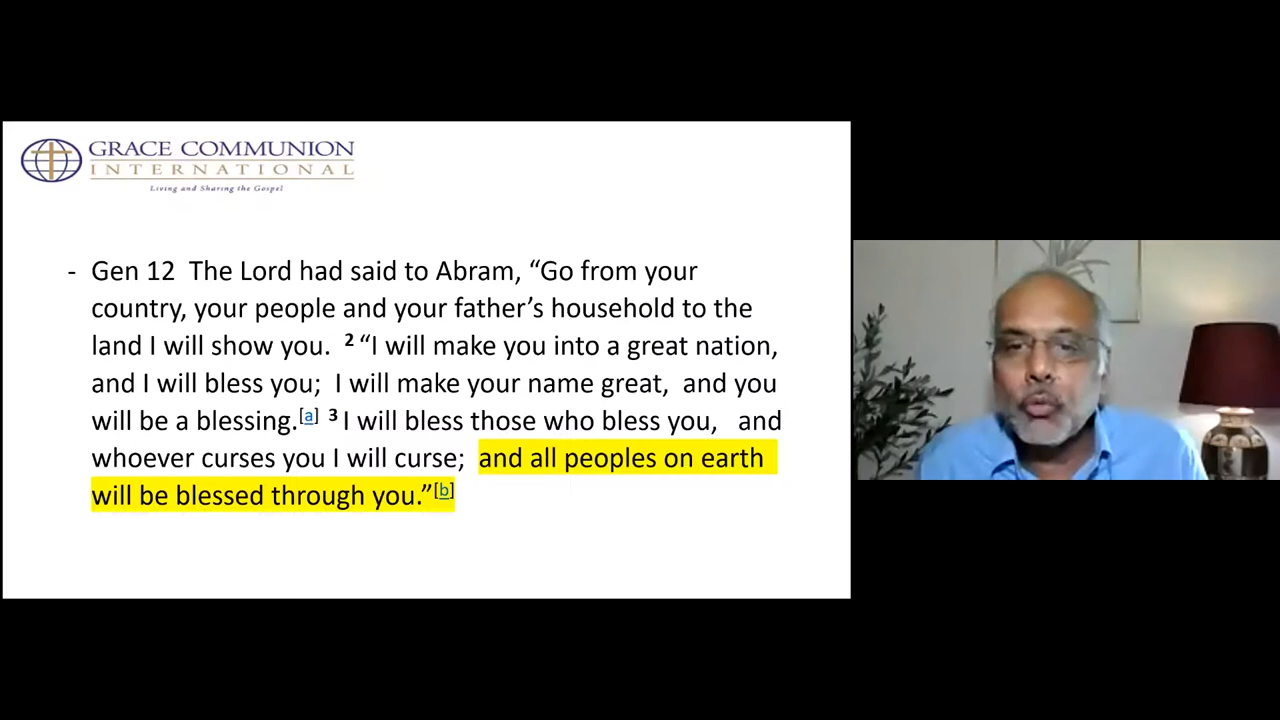 GRACE COMMUNION
INTERNATIONAL
Living and Sharing the Gospel
- Gen 12  The Lord had said to Abram, “Go from your
country, your people and your father’s household to the
land I will show you.  2 “I will make you into a great nation,
and I will bless you;  I will make your name great,  and you
will be a blessing.[a] 3 I will bless those who bless you,   and
whoever curses you I will curse;  and all peoples on earth
will be blessed through you.”[b]